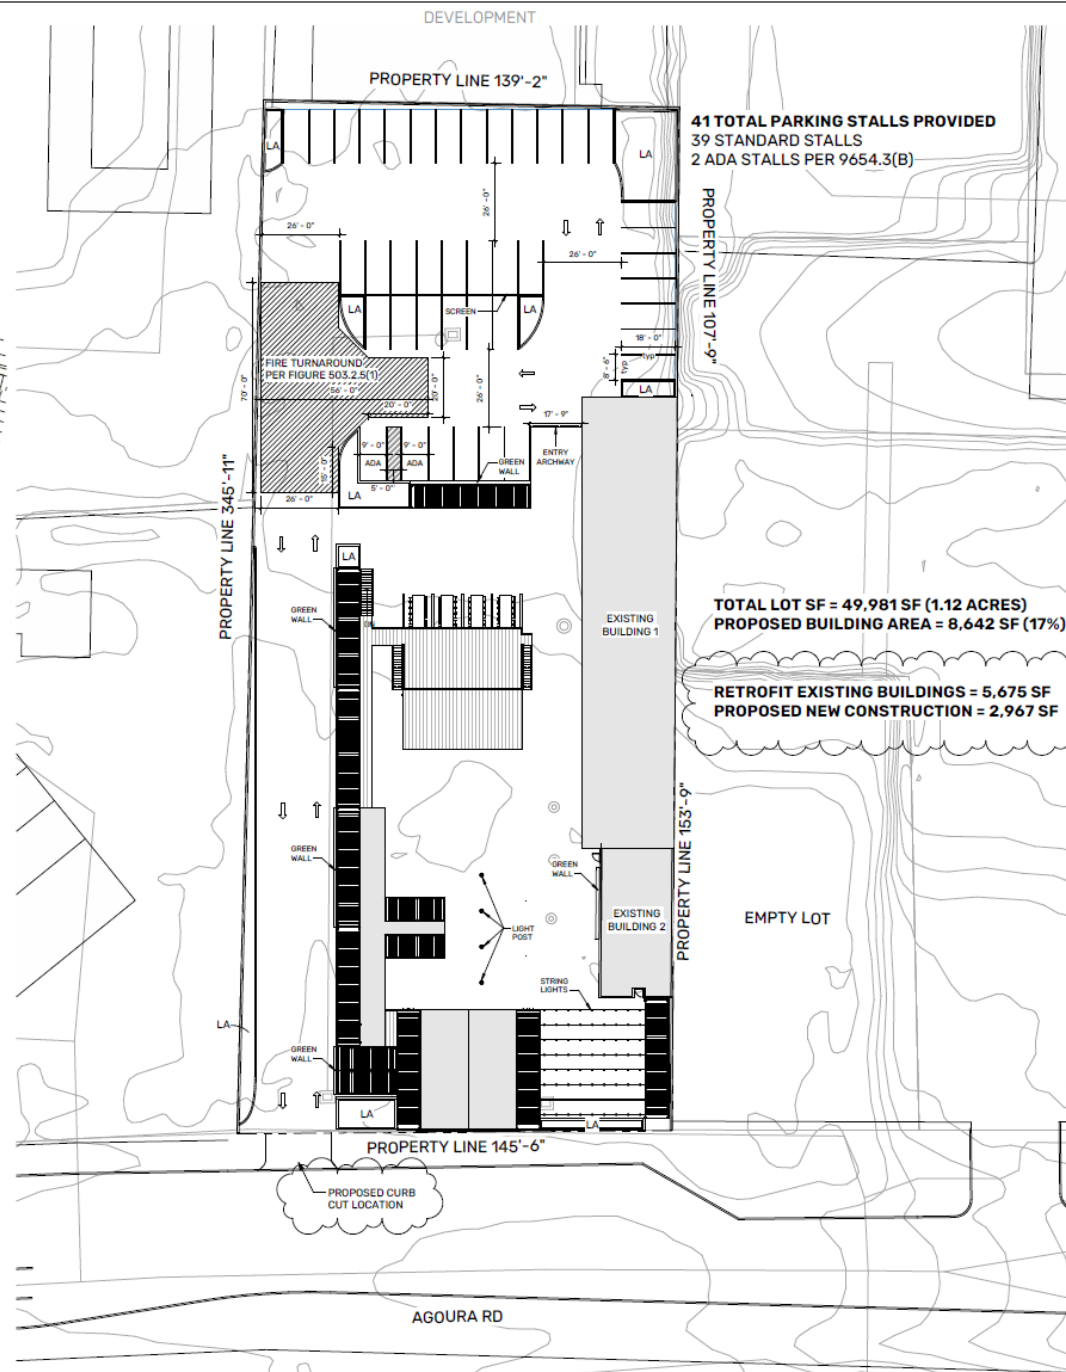 DEVELOPMENT
PROPERTY LINE 139'-2"
41 TOTAL PARKING STALLS PROVIDED
39 STANDARD STALLS
2 ADA STALLS PER 9654.3(B)
LA
LA
26' - 0"
PROPERTY LINE 107'-9"
26' - 0"
26' - 0"
LA
SCREEN
LA
18' - 0"
typ
8' - 6"
typ
LA
FIRE TURNAROUND
PER FIGURE 503.2.5(1)
70' - 0"
56' - 0"
20' - 0"
20' - 0"
26' - 0"
17' - 9"
ENTRY
ARCHWAY
9' - 0"
9' - 0"
ADA
ADA
GREEN
WALL
5' - 0"
LA
26' - 0"
PROPERTY LINE 345'-11"
LA
GREEN
WALL
DN
EXISTING
BUILDING 1
TOTAL LOT SF = 49,981 SF (1.12 ACRES)
PROPOSED BUILDING AREA = 8,642 SF (17%)
RETROFIT EXISTING BUILDINGS = 5,675 SF
PROPOSED NEW CONSTRUCTION = 2,967 SF
PROPERTY LINE 153'-9"
GREEN
WALL
GREEN
WALL
EXISTING
BUILDING 2
EMPTY LOT
LIGHT
POST
STRING
LIGHTS
LA
GREEN
WALL
LA
LA
PROPERTY LINE 145'-6"
PROPOSED CURB
CUT LOCATION
AGOURA RD